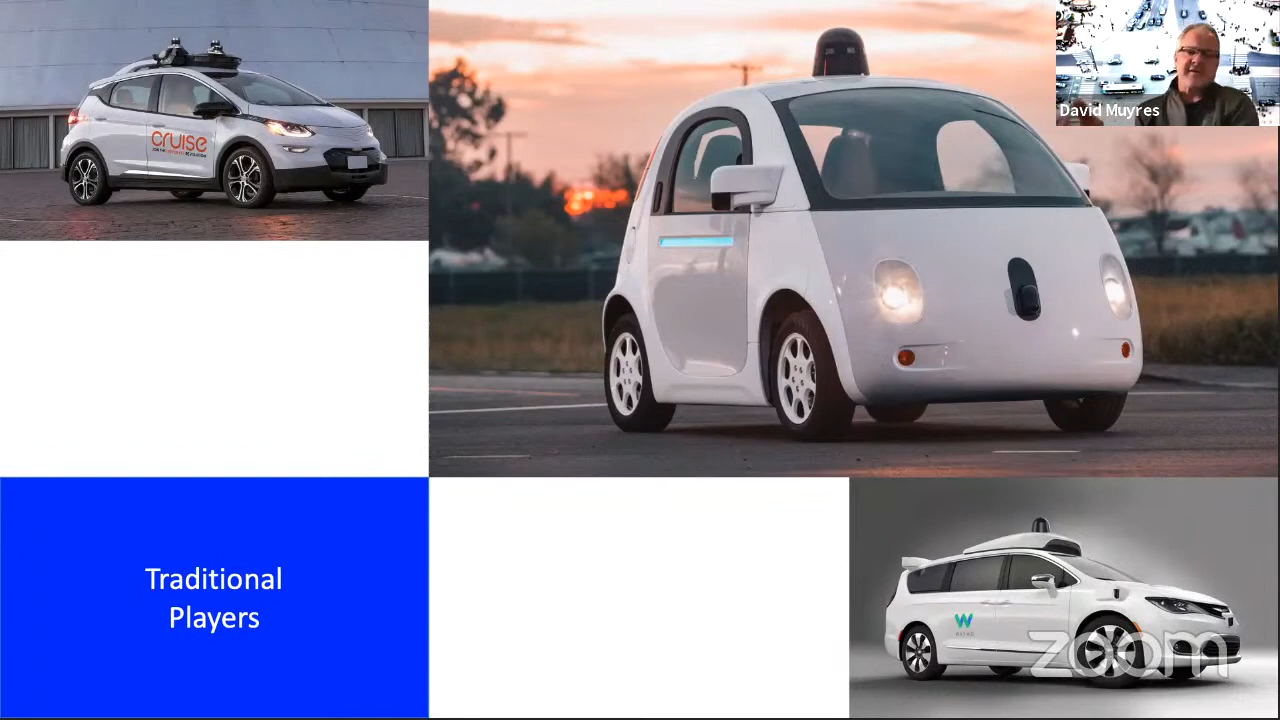 cruise
David Muyres
Traditional
Players
W
zoom